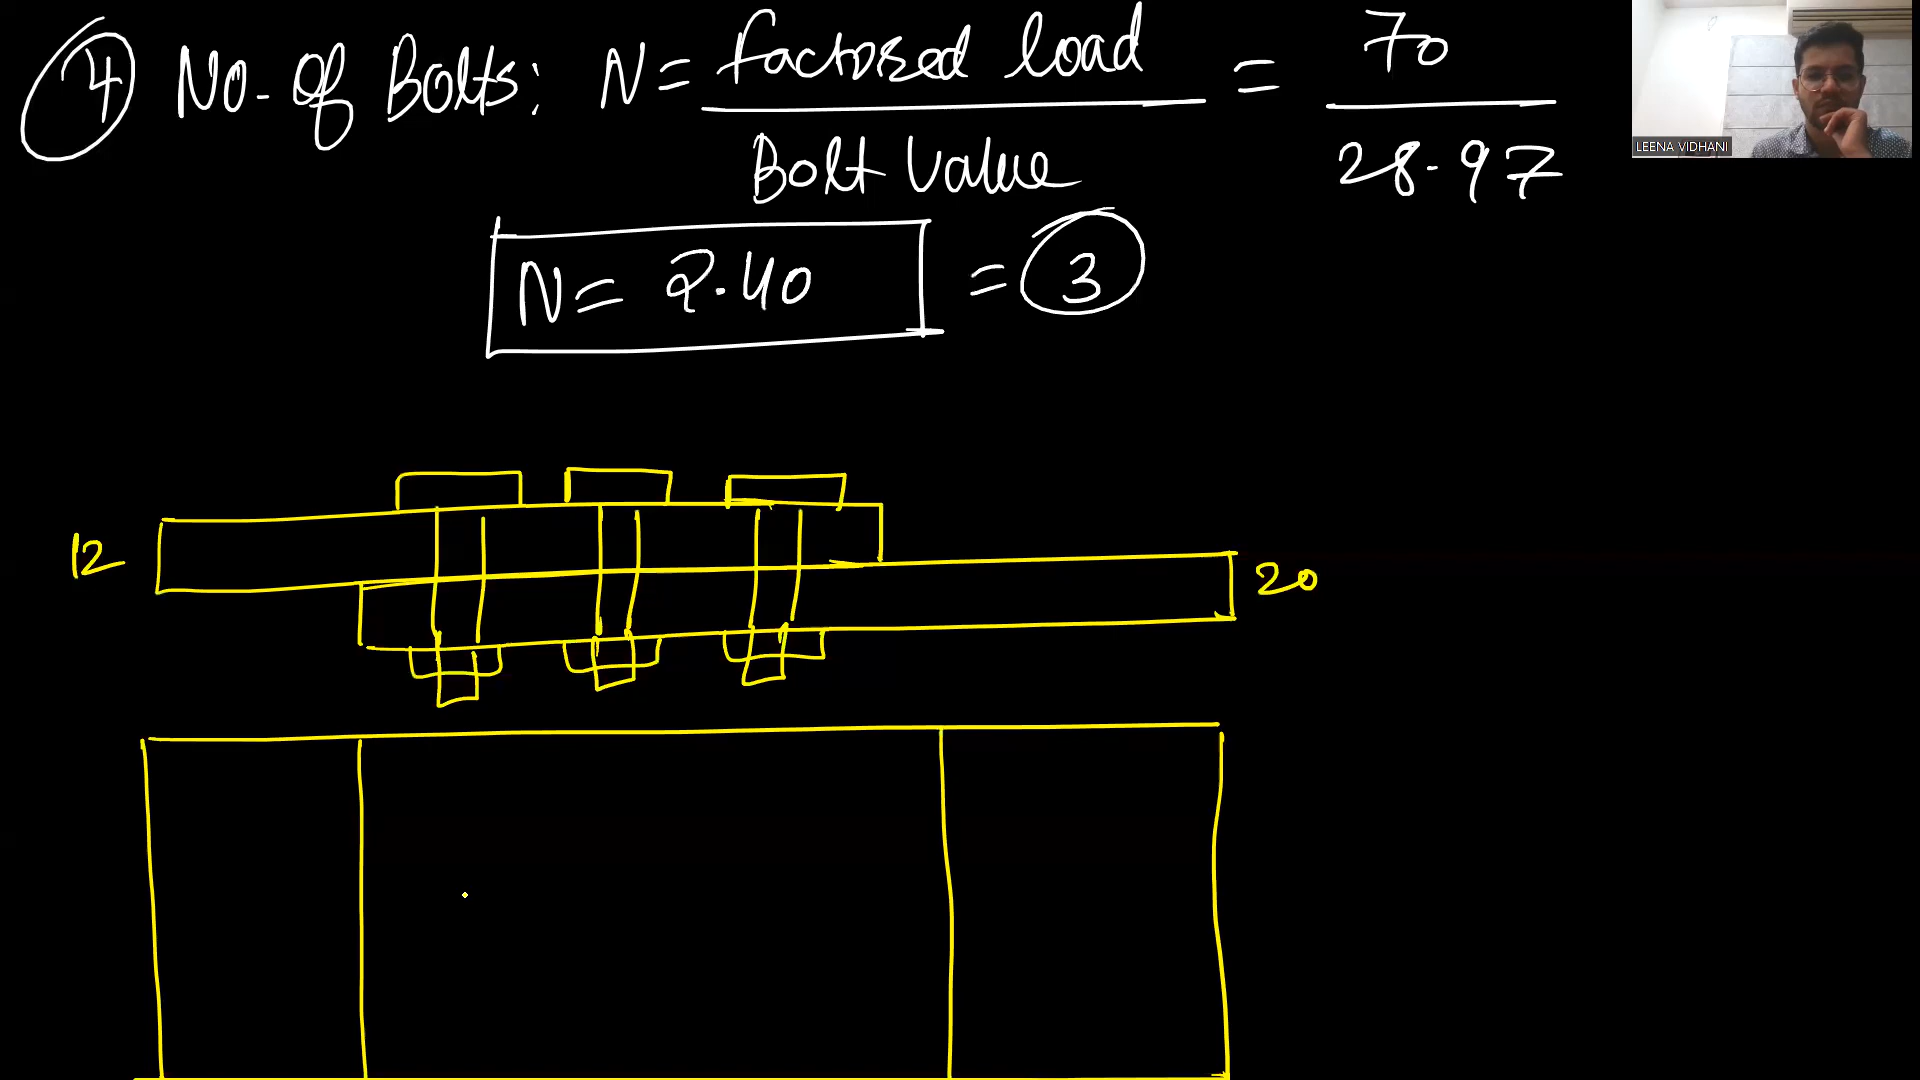 4 No. of Bolts: N = factored load / Bolt Value = 70 / 28.97
N = 2.40 = 3
12
20
LEENA VIDHANI